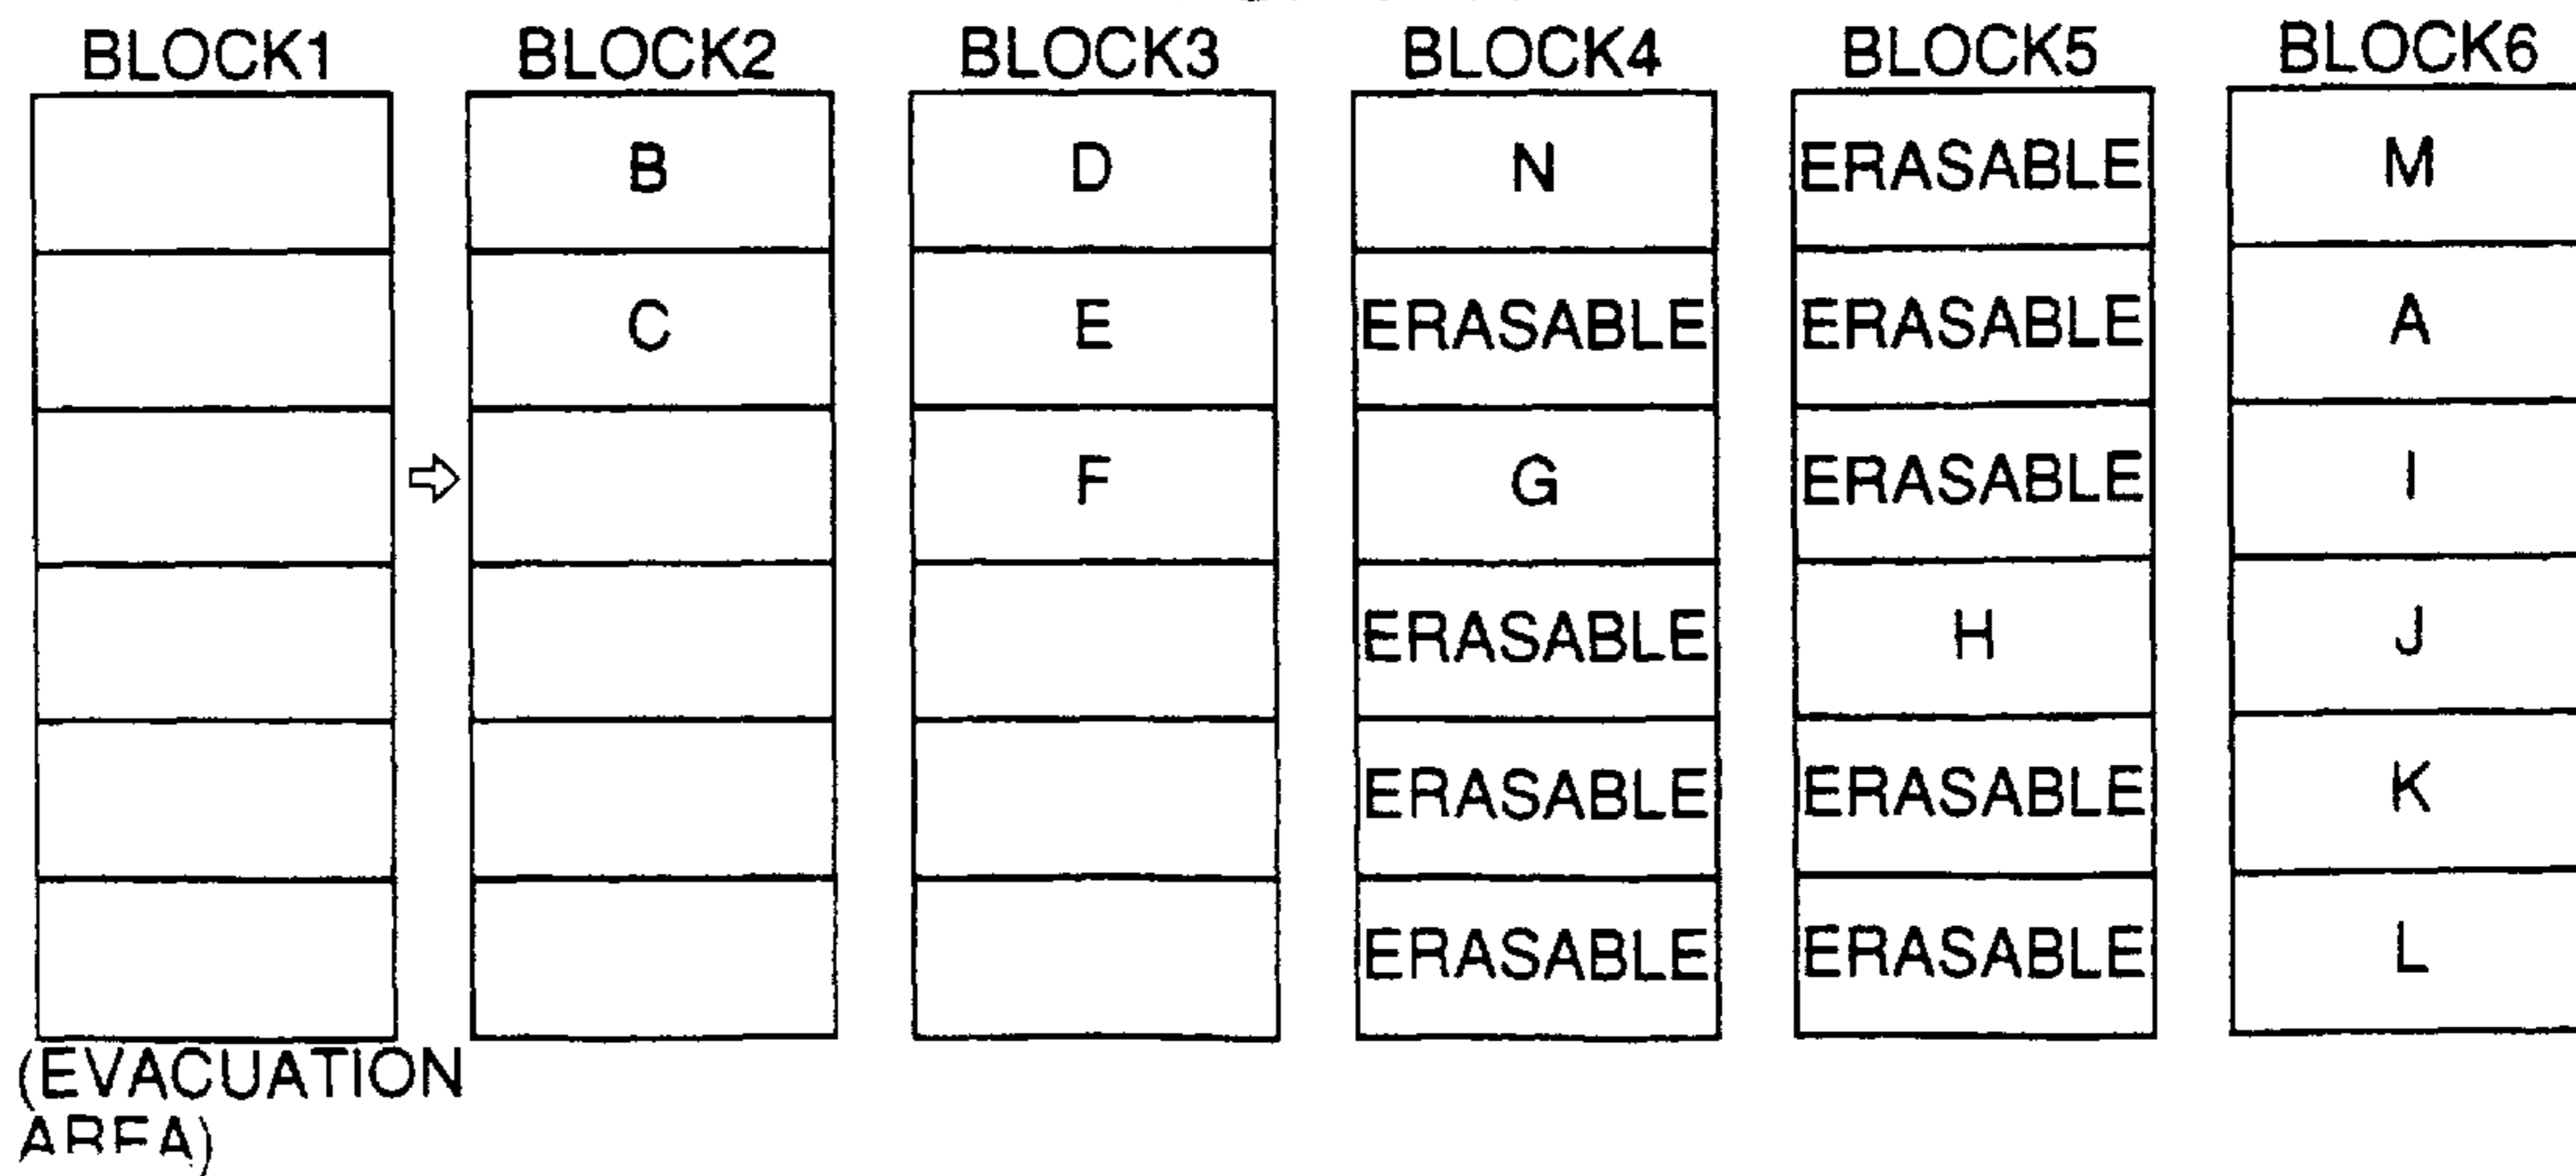 BLOCK1 BLOCK2 BLOCK3 BLOCK4 BLOCK5 BLOCK6
B D N ERASABLE M
C E ERASABLE ERASABLE A
F G ERASABLE I
ERASABLE H J
ERASABLE ERASABLE K
ERASABLE ERASABLE L
(EVACUATION
AREA)